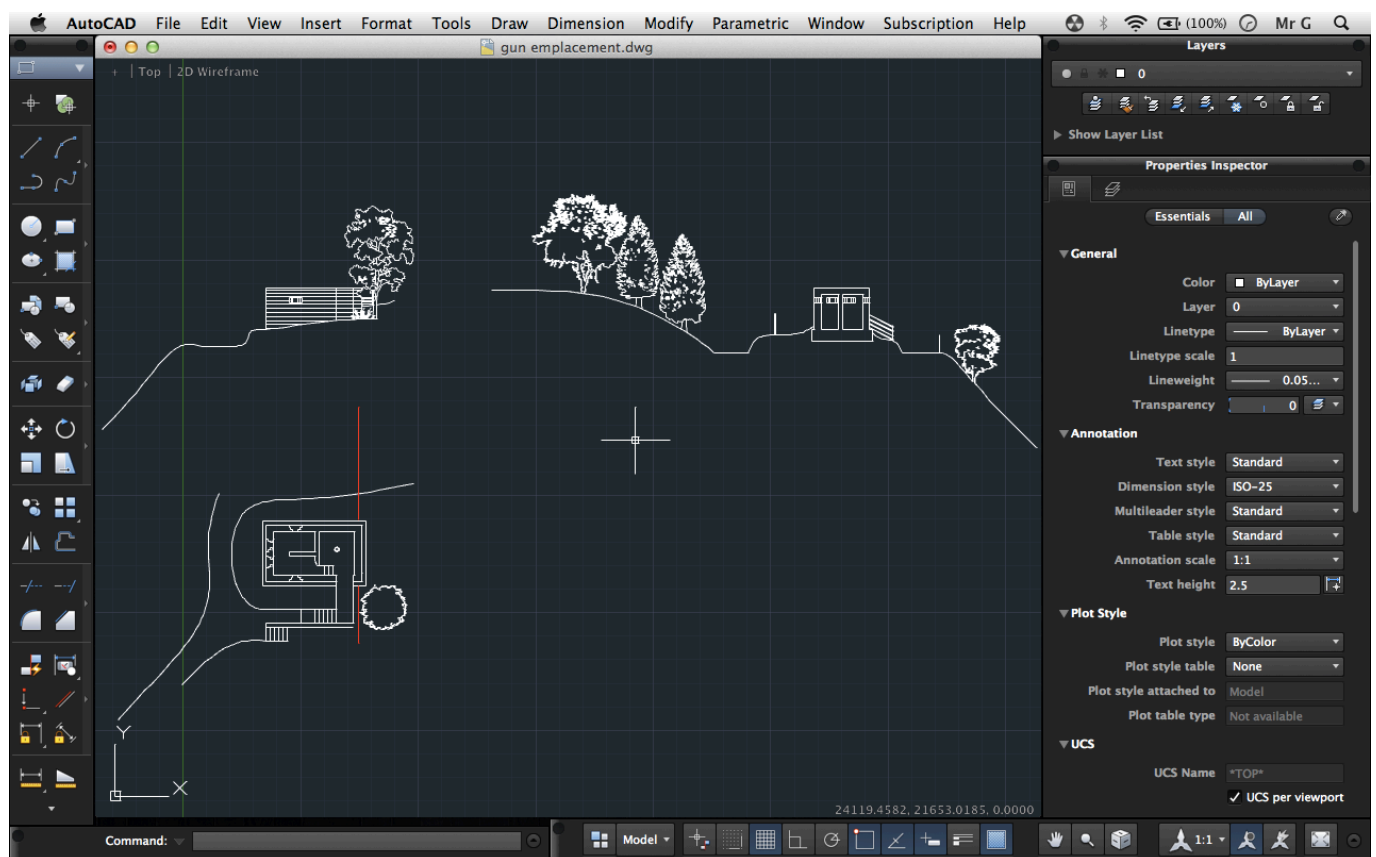 AutoCAD File Edit View Insert Format Tools Draw Dimension Modify Parametric Window Subscription Help (100%) Mr G
gun emplacement.dwg
Layers
+ | Top | 2D Wireframe
0
Show Layer List
Properties Inspector
Essentials All
General
Color ByLayer
Layer 0
Linetype ByLayer
Linetype scale 1
Lineweight 0.05...
Transparency 0
Annotation
Text style Standard
Dimension style ISO-25
Multileader style Standard
Table style Standard
Annotation scale 1:1
Text height 2.5
Plot Style
Plot style ByColor
Plot style table None
Plot style attached to Model
Plot table type Not available
UCS
UCS Name *TOP*
UCS per viewport
Y
X
24119.4582, 21653.0185, 0.0000
Command: Model 1:1